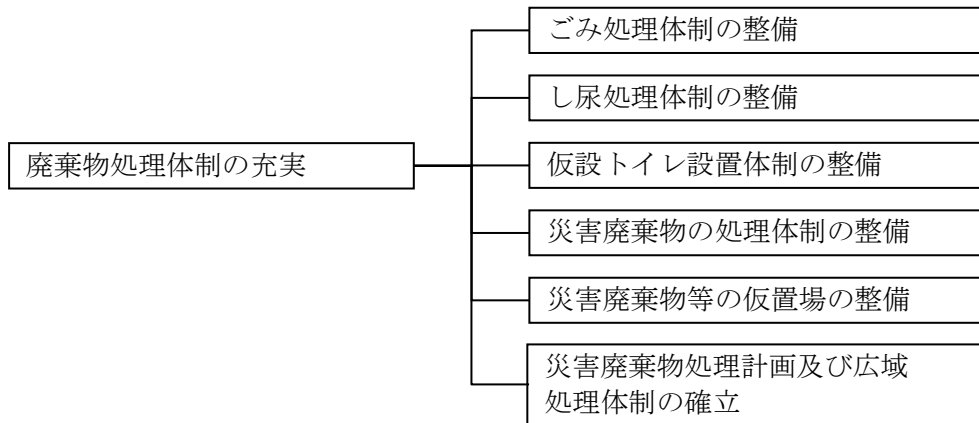 廃棄物処理体制の充実
ごみ処理体制の整備
し尿処理体制の整備
仮設トイレ設置体制の整備
災害廃棄物の処理体制の整備
災害廃棄物等の仮置場の整備
災害廃棄物処理計画及び広域
処理体制の確立